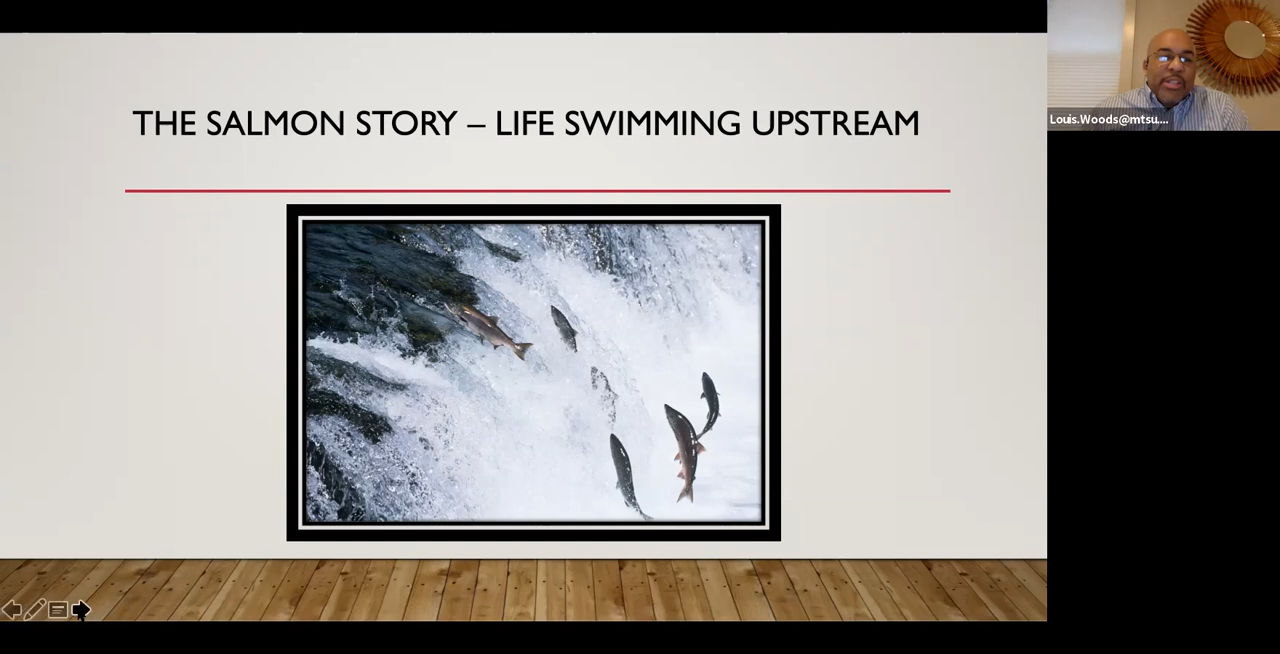 THE SALMON STORY – LIFE SWIMMING UPSTREAM
Louis.Woods@mtsu....